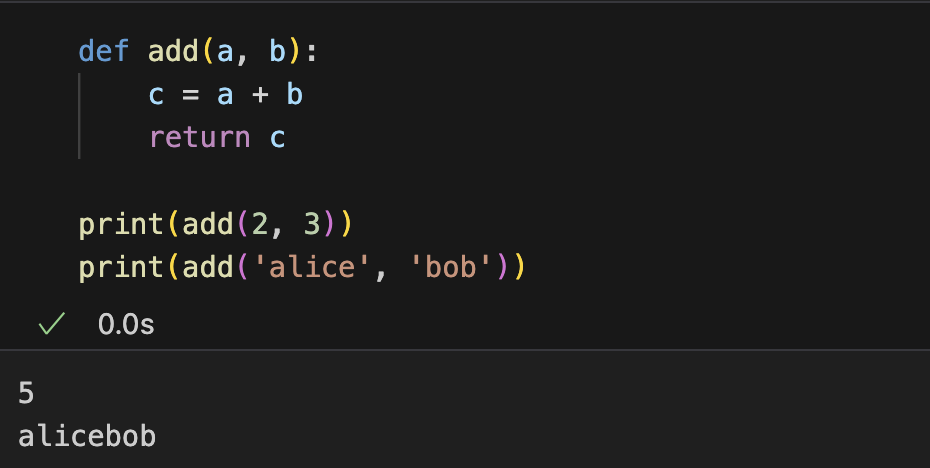 def add(a, b):
    c = a + b
    return c
print(add(2, 3))
print(add('alice', 'bob'))
✓ 0.0s
5
alicebob